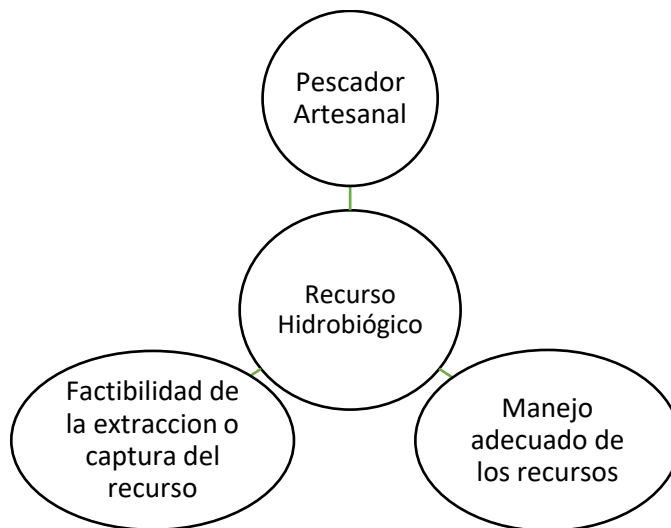 Pescador
Artesanal
Recurso
Hidrobiógico
Factibilidad de
la extraccion o
captura del
recurso
Manejo
adecuado de
los recursos